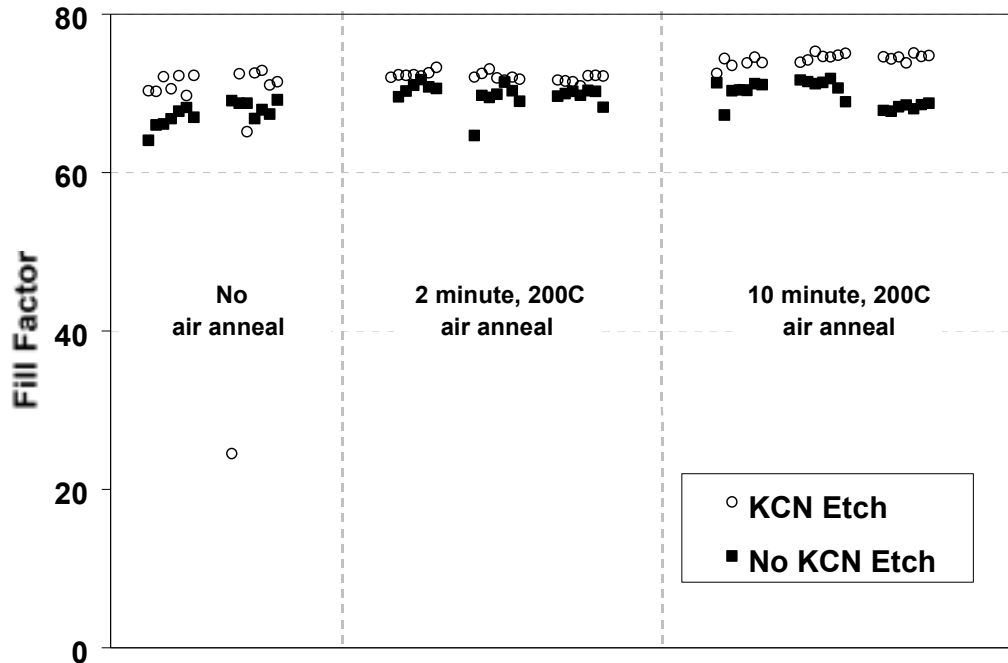 80
60
40
20
0
Fill Factor
No
air anneal
2 minute, 200C
air anneal
10 minute, 200C
air anneal
KCN Etch
No KCN Etch